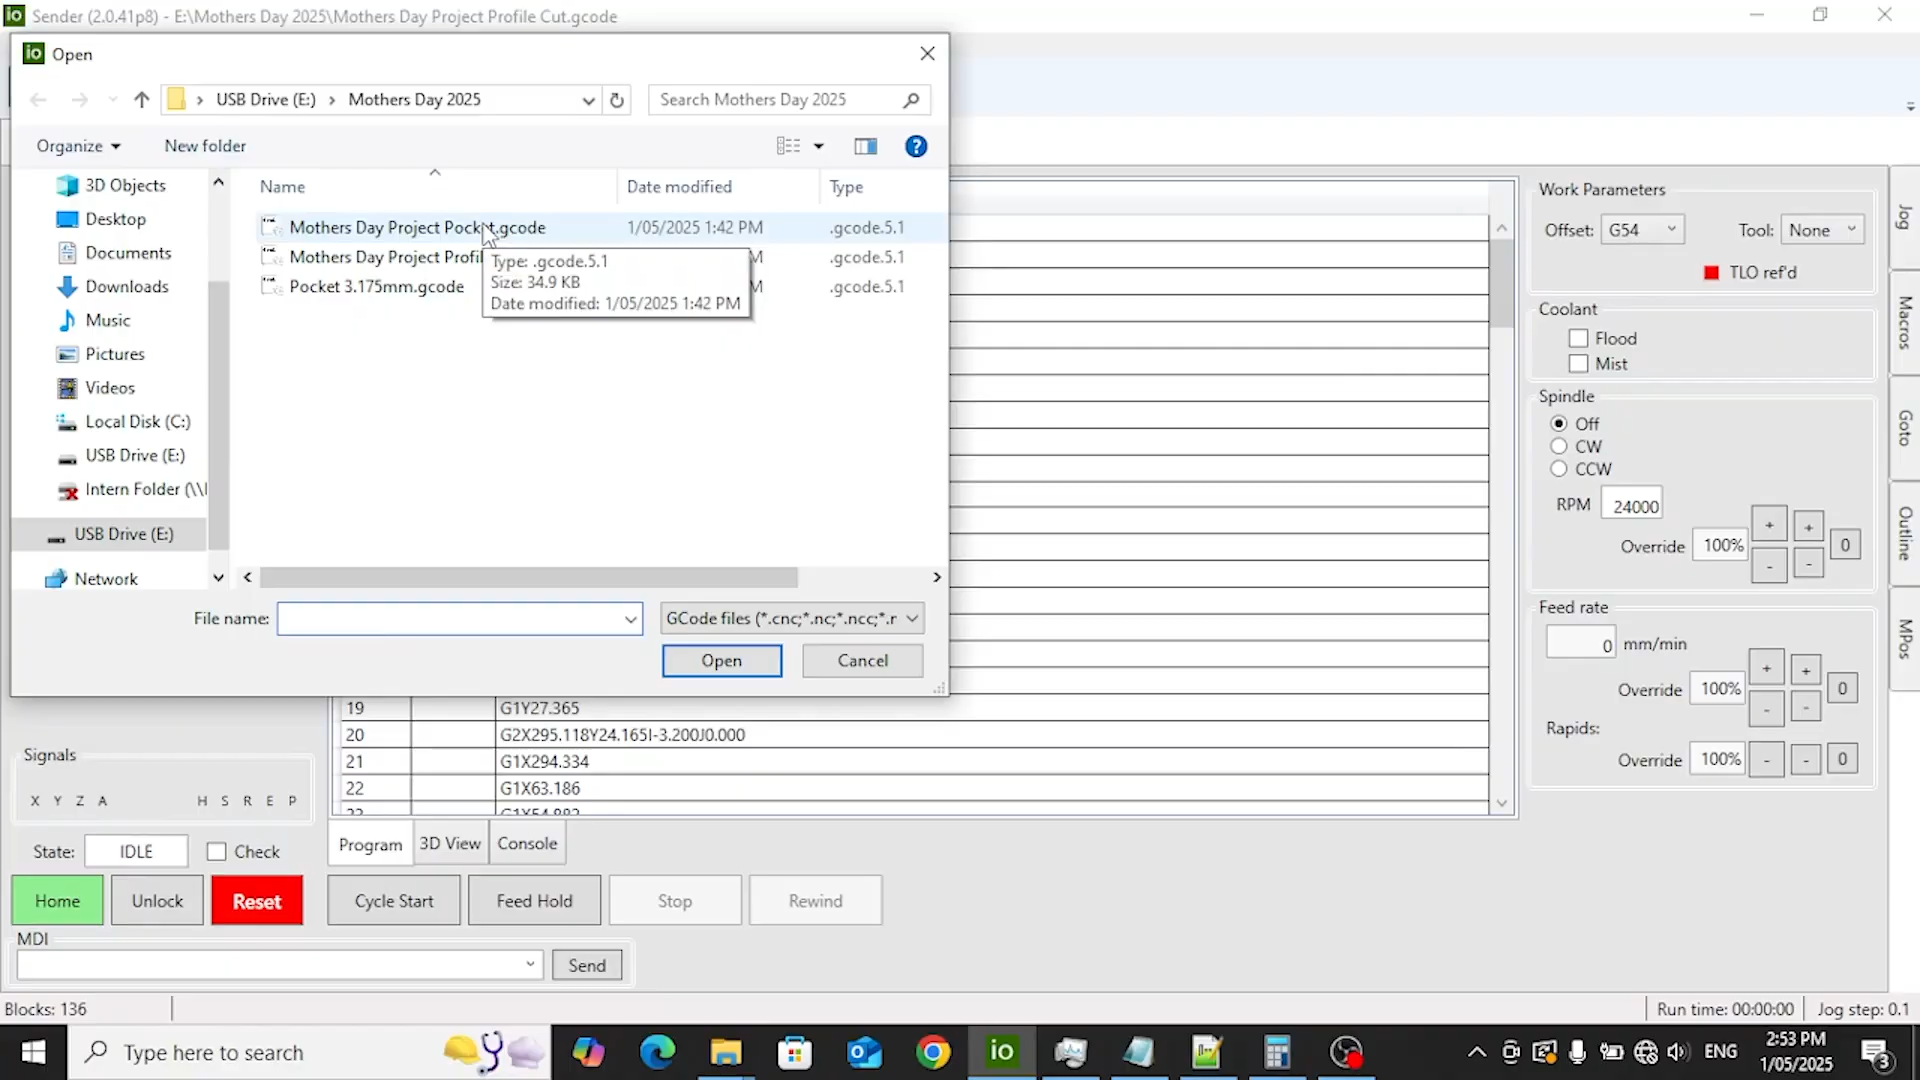 io Sender (2.0.41p8) - E:\Mothers Day 2025\Mothers Day Project Profile Cut.gcode
io Open
USB Drive (E:) › Mothers Day 2025
Search Mothers Day 2025
Organize
New folder
Name
Date modified
Type
Mothers Day Project Pocket.gcode 1/05/2025 1:42 PM .gcode.5.1
Mothers Day Project Profil M .gcode.5.1
Pocket 3.175mm.gcode M .gcode.5.1
Type: .gcode.5.1
Size: 34.9 KB
Date modified: 1/05/2025 1:42 PM
3D Objects
Desktop
Documents
Downloads
Music
Pictures
Videos
Local Disk (C:)
USB Drive (E:)
Intern Folder (\\
USB Drive (E:)
Network
File name:
GCode files (*.cnc;*.nc;*.ncc;*.r
Open
Cancel
19 G1Y27.365
20 G2X295.118Y24.165I-3.200J0.000
21 G1X294.334
22 G1X63.186
23 G1X54.882
Program
3D View
Console
Signals
X Y Z A H S R E P
State: IDLE Check
Home
Unlock
Reset
Cycle Start
Feed Hold
Stop
Rewind
MDI
Send
Blocks: 136
Run time: 00:00:00
Jog step: 0.1
Work Parameters
Offset: G54 Tool: None
TLO ref'd
Coolant
Flood
Mist
Spindle
Off
CW
CCW
RPM 24000
Override 100% + + 0
- -
Feed rate
0 mm/min
+ +
Override 100% 0
- -
Rapids:
Override 100% - - 0
Jog
Macros
Goto
Outline
MPos
Type here to search
io
ENG
2:53 PM
1/05/2025
3